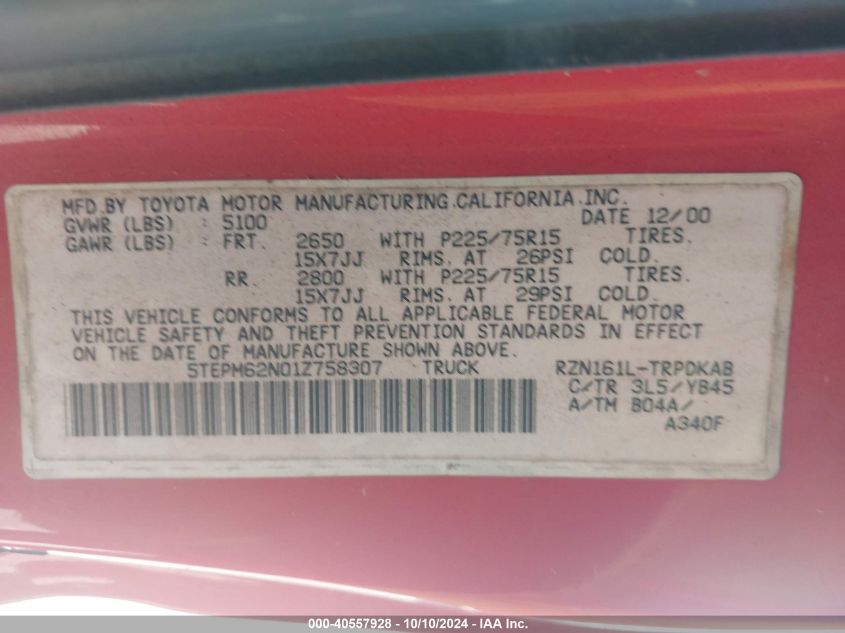 MFD.BY TOYOTA MOTOR MANUFACTURING.CALIFORNIA.INC.
GVWR (LBS) : 5100 DATE 12/00
GAWR (LBS) : FRT. 2650 WITH P225/75R15 TIRES.
15X7JJ RIMS. AT 26PSI COLD.
RR. 2800 WITH P225/75R15 TIRES.
15X7JJ RIMS. AT 29PSI COLD.
THIS VEHICLE CONFORMS TO ALL APPLICABLE FEDERAL MOTOR
VEHICLE SAFETY AND THEFT PREVENTION STANDARDS IN EFFECT
ON THE DATE OF MANUFACTURE SHOWN ABOVE.
5TEPM62N01Z758307 TRUCK RZN161L-TRPDKAB
C/TR 3L5/YB45
A/TM B04A/
A340F
000-40557928 - 10/10/2024 - IAA Inc.